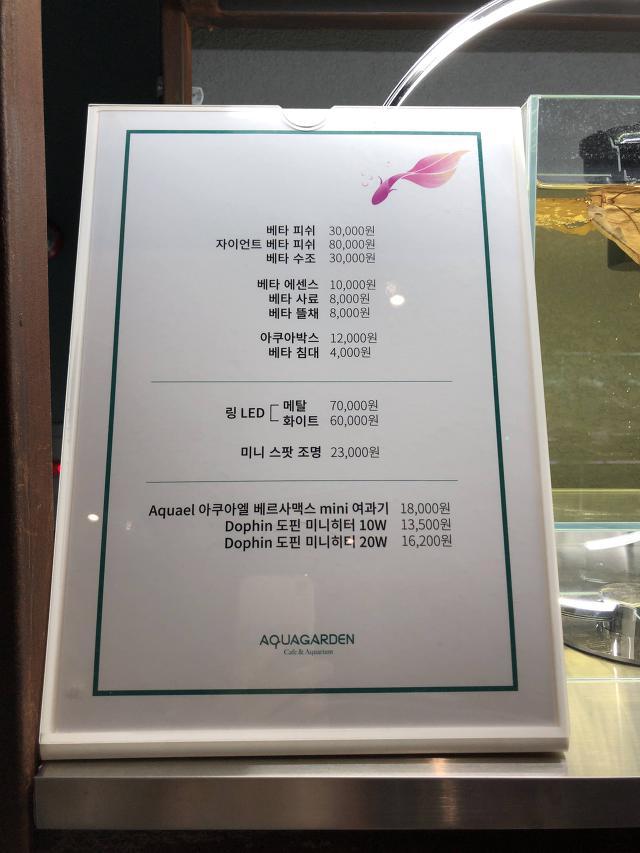 베타 피쉬 30,000원
자이언트 베타 피쉬 80,000원
베타 수조 30,000원
베타 에센스 10,000원
베타 사료 8,000원
베타 뜰채 8,000원
아쿠아박스 12,000원
베타 침대 4,000원
링 LED 메탈 70,000원
화이트 60,000원
미니 스팟 조명 23,000원
Aquael 아쿠아엘 베르사맥스 mini 여과기 18,000원
Dophin 도핀 미니히터 10W 13,500원
Dophin 도핀 미니히터 20W 16,200원
AQUAGARDEN
Cafe & Aquarium